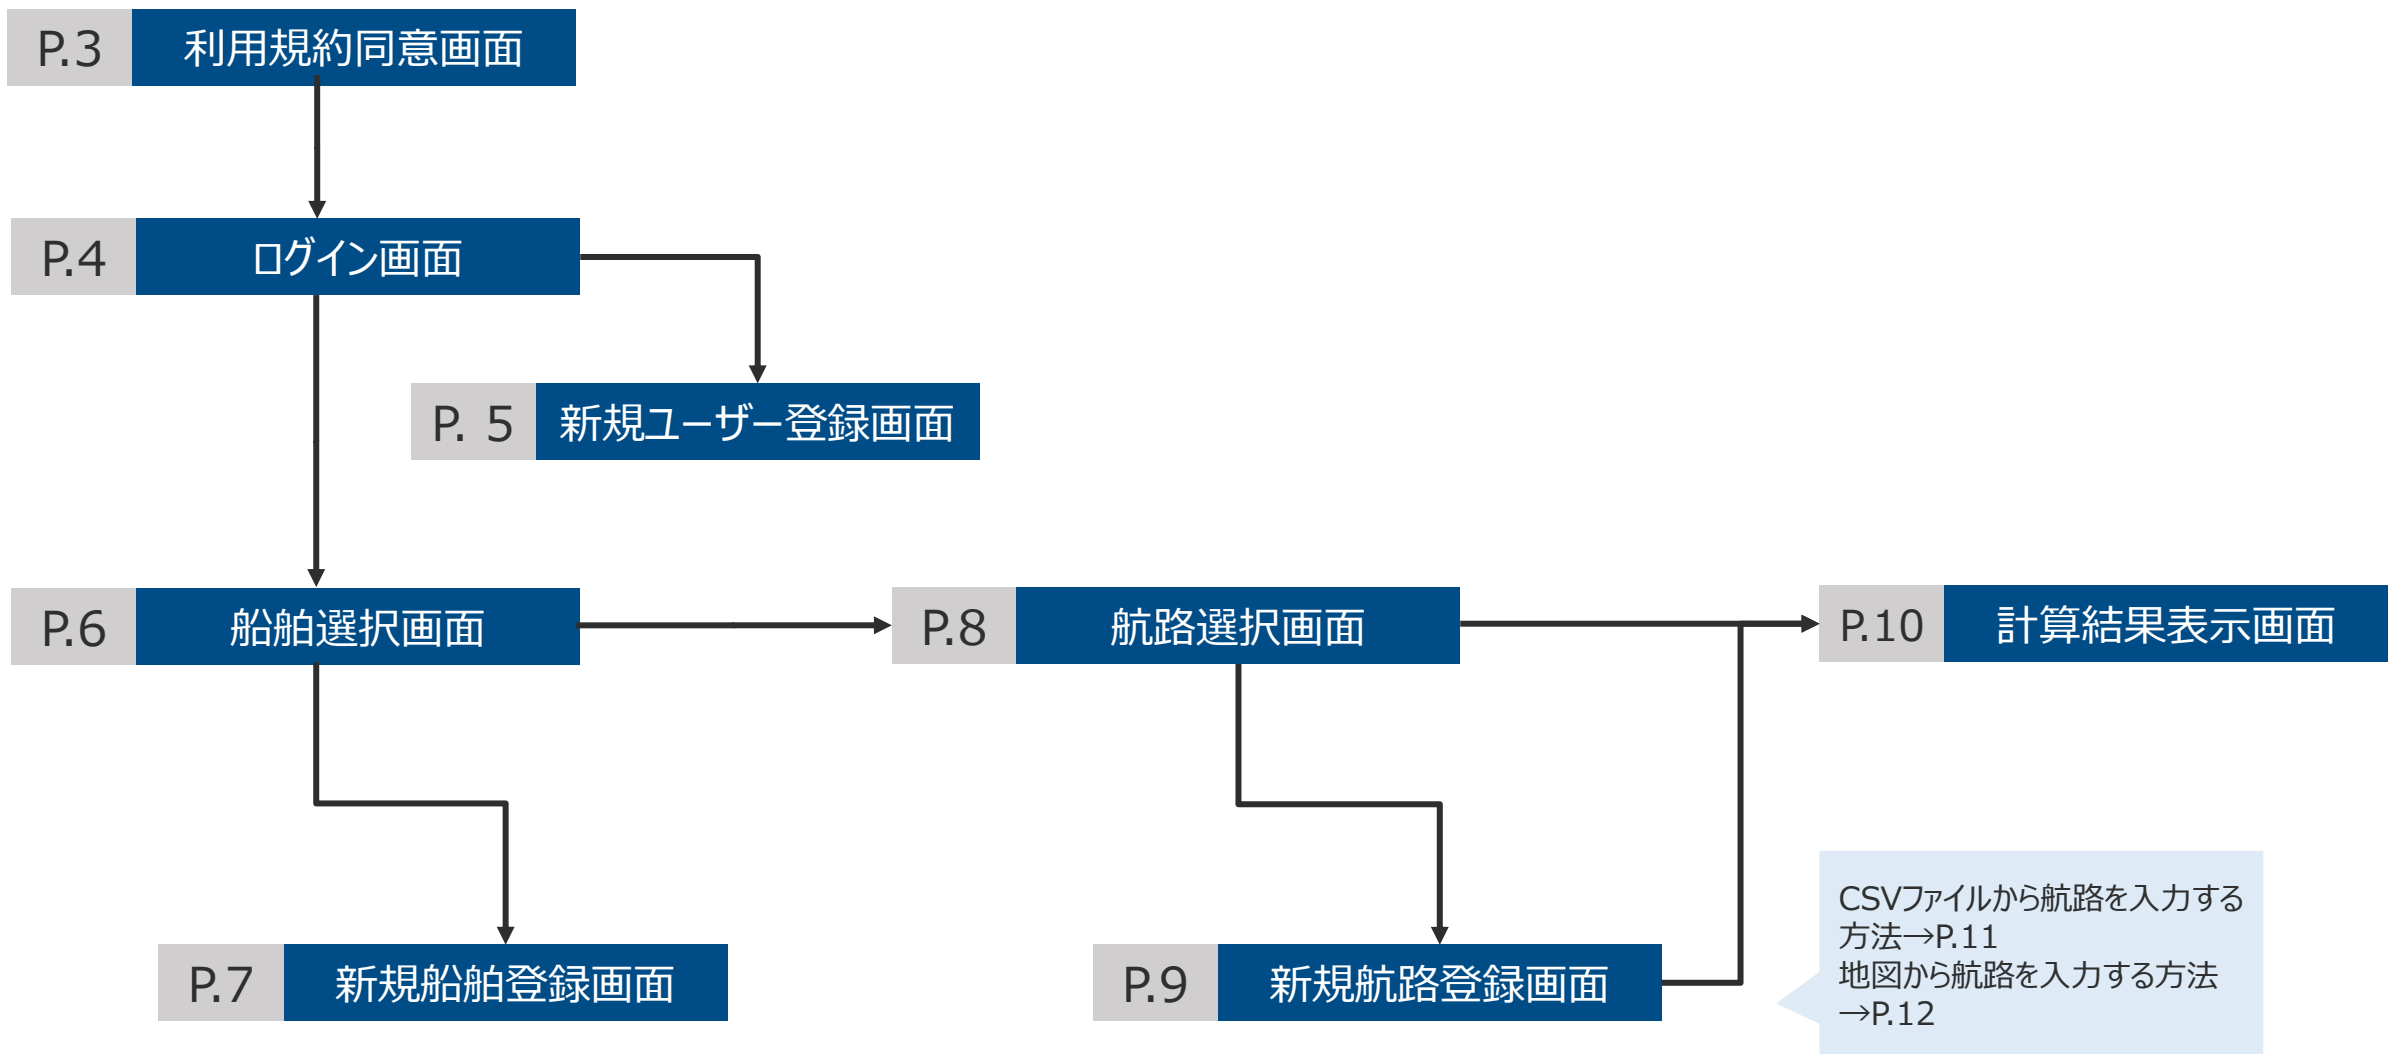 P.3 利用規約同意画面
P.4 ログイン画面
P. 5 新規ユーザー登録画面
P.6 船舶選択画面
P.8 航路選択画面
P.10 計算結果表示画面
P.7 新規船舶登録画面
P.9 新規航路登録画面
CSVファイルから航路を入力する
方法→P.11
地図から航路を入力する方法
→P.12